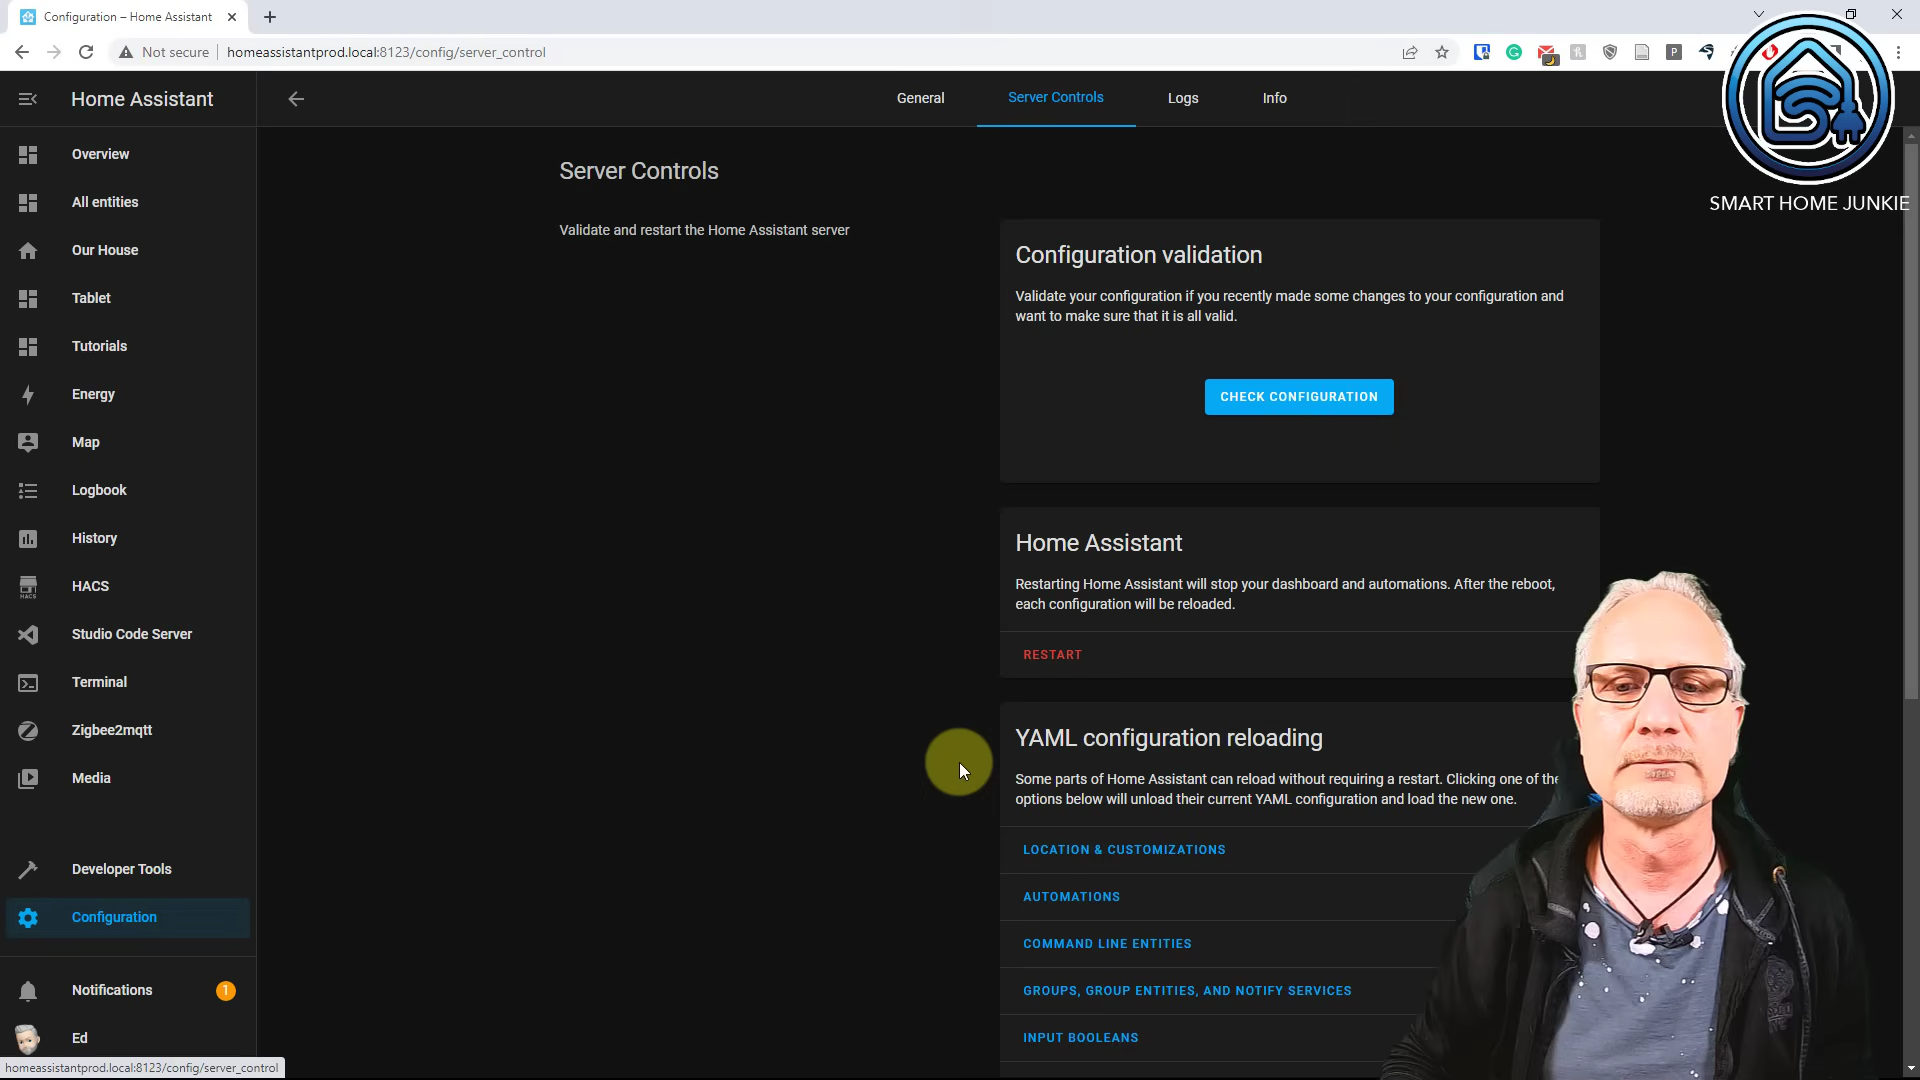 Configuration – Home Assistant
Not secure
homeassistantprod.local:8123/config/server_control
Home Assistant
General
Server Controls
Logs
Info
SMART HOME JUNKIE
Overview
All entities
Our House
Tablet
Tutorials
Energy
Map
Logbook
History
HACS
HACS
Studio Code Server
Terminal
Zigbee2mqtt
Media
Developer Tools
Configuration
Notifications
1
Ed
homeassistantprod.local:8123/config/server_control
Server Controls
Validate and restart the Home Assistant server
Configuration validation
Validate your configuration if you recently made some changes to your configuration and
want to make sure that it is all valid.
CHECK CONFIGURATION
Home Assistant
Restarting Home Assistant will stop your dashboard and automations. After the reboot,
each configuration will be reloaded.
RESTART
YAML configuration reloading
Some parts of Home Assistant can reload without requiring a restart. Clicking one of the
options below will unload their current YAML configuration and load the new one.
LOCATION & CUSTOMIZATIONS
AUTOMATIONS
COMMAND LINE ENTITIES
GROUPS, GROUP ENTITIES, AND NOTIFY SERVICES
INPUT BOOLEANS